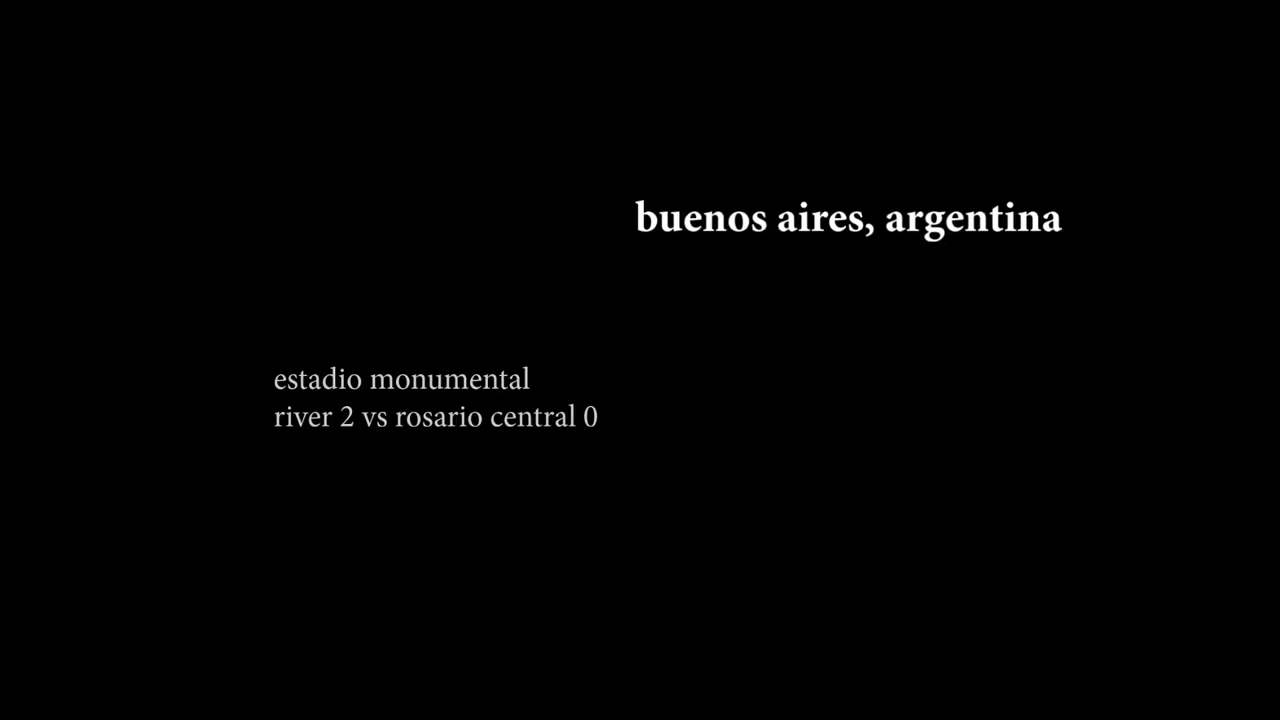 buenos aires, argentina
estadio monumental
river 2 vs rosario central 0